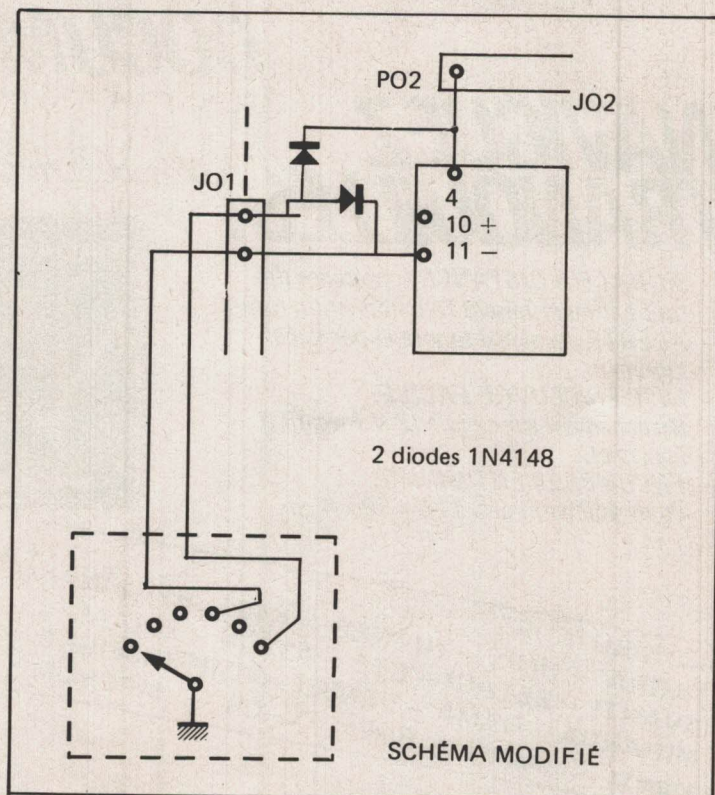 PO2
JO2
JO1
4
10 +
11 −
2 diodes 1N4148
SCHÉMA MODIFIÉ